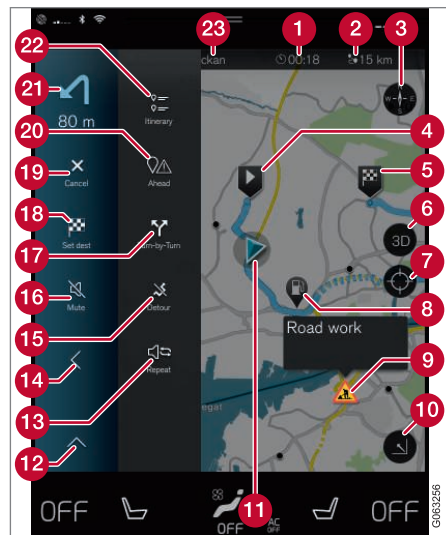 23 1 2 3
ckan 00:18 15 km
22
21
80 m
Itinerary
W E S
4
20
19
Cancel
Ahead
5
18
Set dest
17
Turn-by-Turn
6
3D
7
16
Mute
15
Detour
8
Road work
14
13
Repeat
9
egat
12
10
11
OFF OFF AC OFF OFF
G063256